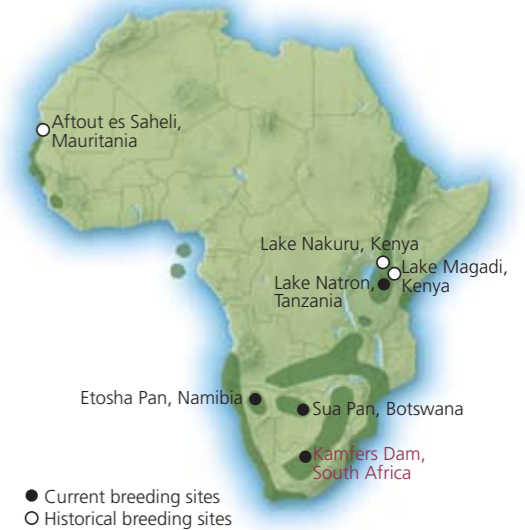 Aftout es Saheli,
Mauritania
Lake Nakuru, Kenya
Lake Magadi,
Kenya
Lake Natron,
Tanzania
Etosha Pan, Namibia
Sua Pan, Botswana
Kamfers Dam,
South Africa
Current breeding sites
Historical breeding sites